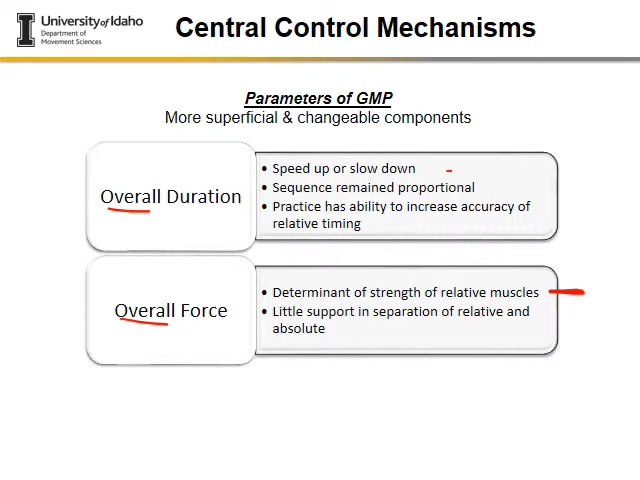 University of Idaho
Department of
Movement Sciences
Central Control Mechanisms
Parameters of GMP
More superficial & changeable components
Overall Duration
• Speed up or slow down
• Sequence remained proportional
• Practice has ability to increase accuracy of
relative timing
Overall Force
• Determinant of strength of relative muscles
• Little support in separation of relative and
absolute